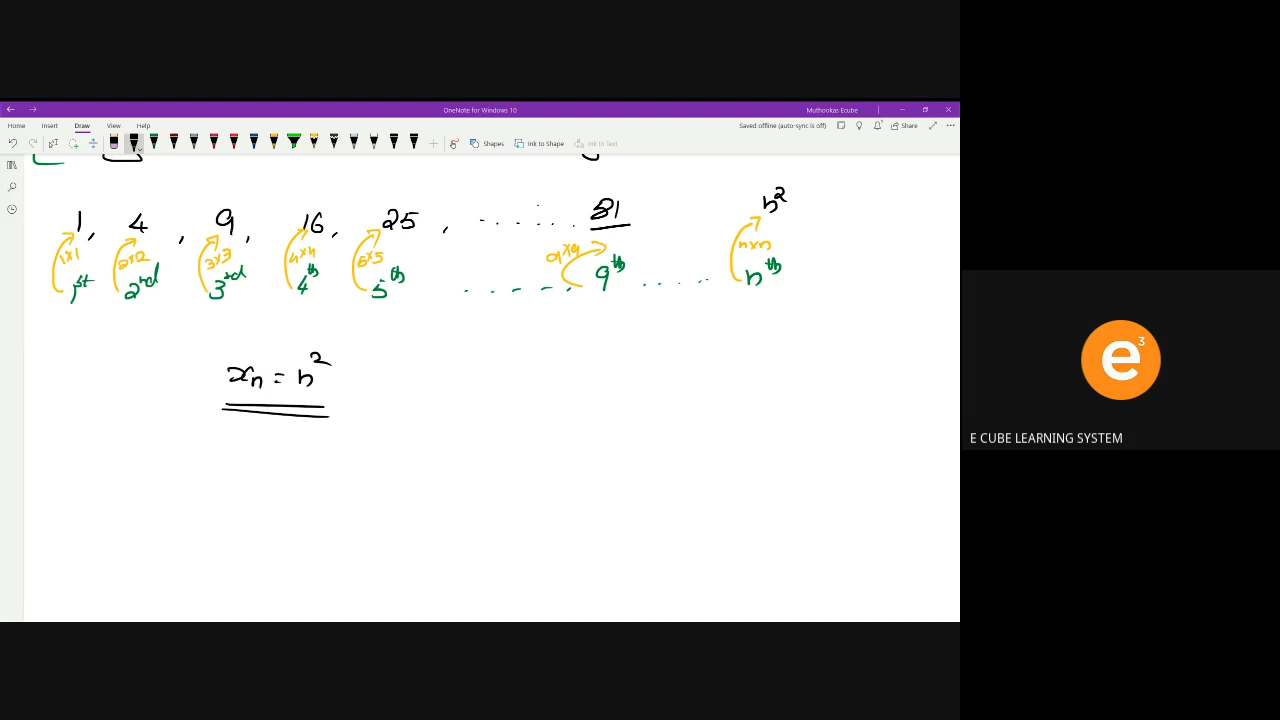 OneNote for Windows 10
Muthookas Ecube
Home Insert Draw View Help
Saved offline (auto-sync is off)
Share
Shapes Ink to Shape Ink to Text
1, 4, 9, 16, 25, ........ 81 n²
1×1 2×2 3×3 4×4 5×5 9×9 n×n
1st 2nd 3rd 4th 5th ...... 9th ...... nth
xn = n²
e3
E CUBE LEARNING SYSTEM